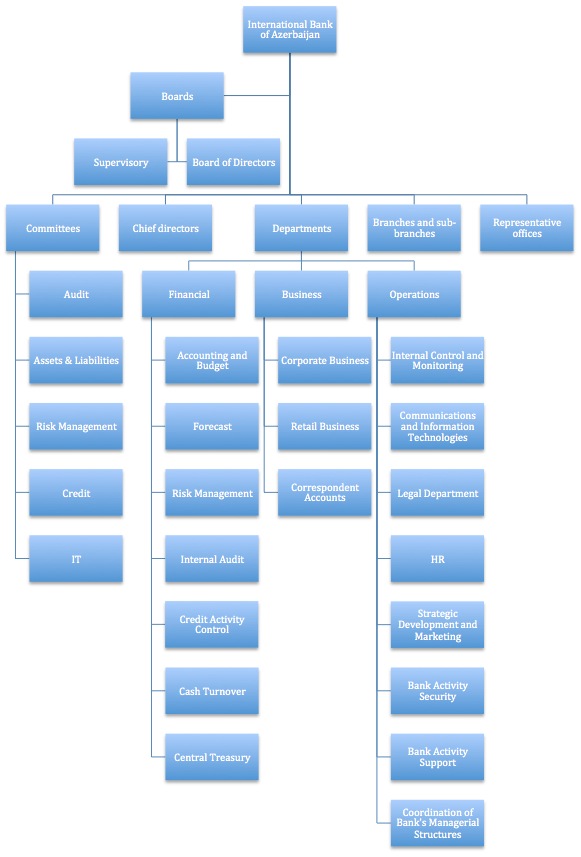 International Bank
of Azerbaijan
Boards
Supervisory
Board of Directors
Committees
Chief directors
Departments
Branches and sub-
branches
Representative
offices
Audit
Assets & Liabilities
Risk Management
Credit
IT
Financial
Accounting and
Budget
Forecast
Risk Management
Internal Audit
Credit Activity
Control
Cash Turnover
Central Treasury
Business
Corporate Business
Retail Business
Correspondent
Accounts
Operations
Internal Control and
Monitoring
Communications
and Information
Technologies
Legal Department
HR
Strategic
Development and
Marketing
Bank Activity
Security
Bank Activity
Support
Coordination of
Bank's Managerial
Structures